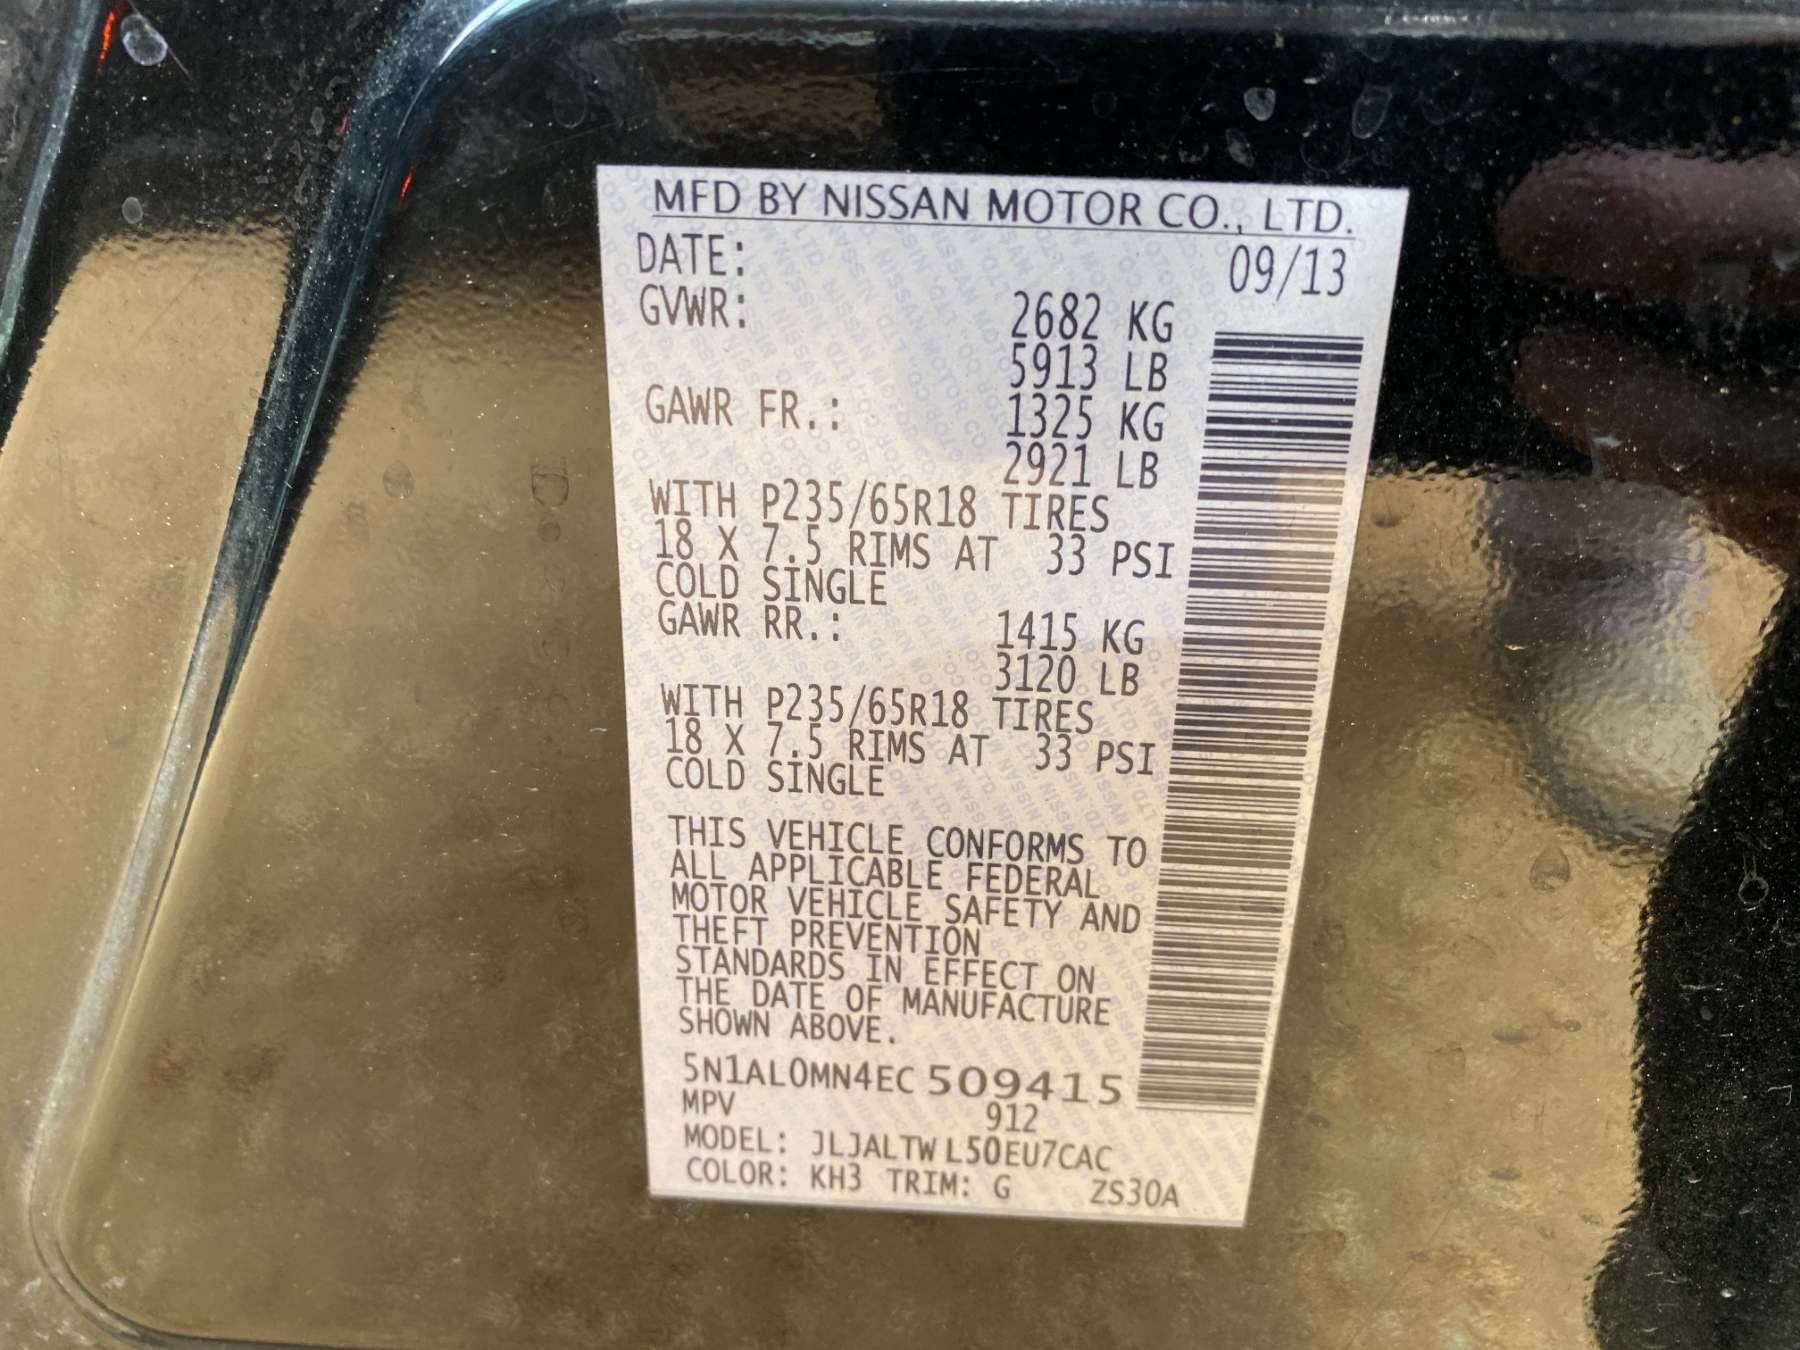 MFD BY NISSAN MOTOR CO., LTD.
DATE: 09/13
GVWR: 2682 KG
5913 LB
GAWR FR.: 1325 KG
2921 LB
WITH P235/65R18 TIRES
18 X 7.5 RIMS AT 33 PSI
COLD SINGLE
GAWR RR.: 1415 KG
3120 LB
WITH P235/65R18 TIRES
18 X 7.5 RIMS AT 33 PSI
COLD SINGLE
THIS VEHICLE CONFORMS TO
ALL APPLICABLE FEDERAL
MOTOR VEHICLE SAFETY AND
THEFT PREVENTION
STANDARDS IN EFFECT ON
THE DATE OF MANUFACTURE
SHOWN ABOVE.
5N1AL0MN4EC 509415
MPV 912
MODEL: JLJALTW L50EU7CAC
COLOR: KH3 TRIM: G ZS30A